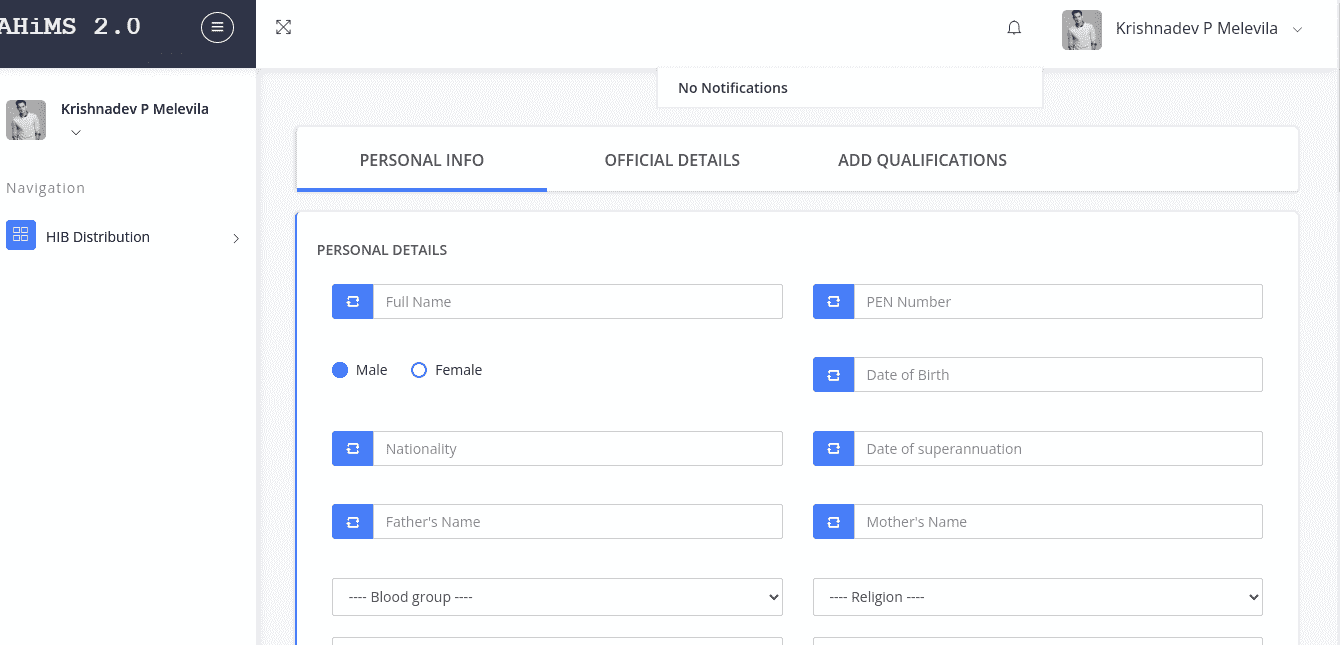 AHiMS 2.0
Krishnadev P Melevila
No Notifications
Krishnadev P Melevila
Navigation
HIB Distribution
PERSONAL INFO OFFICIAL DETAILS ADD QUALIFICATIONS
PERSONAL DETAILS
Full Name PEN Number
Male Female Date of Birth
Nationality Date of superannuation
Father's Name Mother's Name
---- Blood group ---- ---- Religion ----